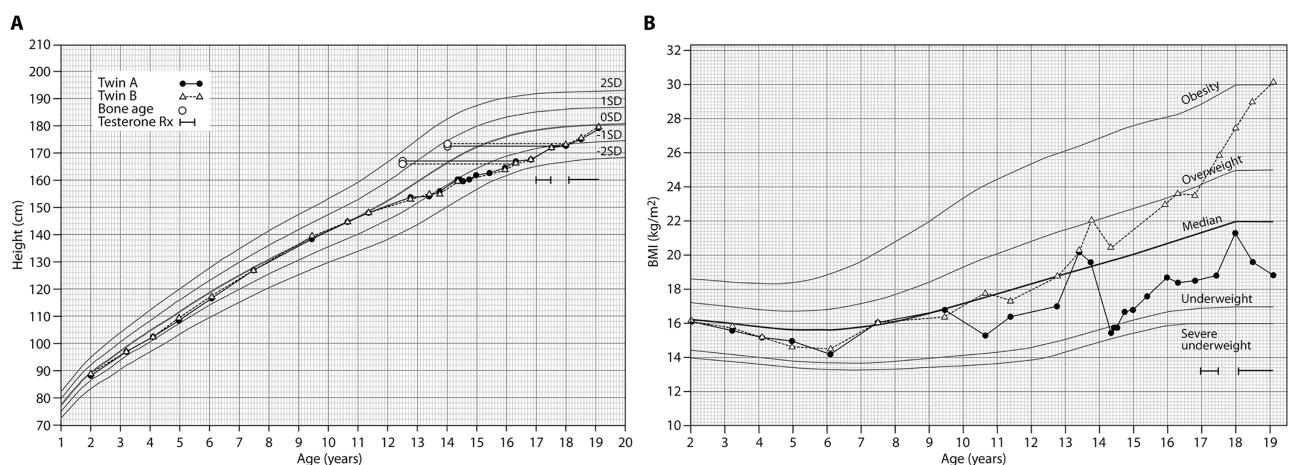 A
B
210
200
190
180
170
160
150
140
130
120
110
100
90
80
70
Height (cm)
Twin A
Twin B
Bone age
Testerone Rx
2SD
1SD
0SD
-1SD
-2SD
1 2 3 4 5 6 7 8 9 10 11 12 13 14 15 16 17 18 19 20
Age (years)
32
30
28
26
24
22
20
18
16
14
12
10
BMI (kg/m2)
Obesity
Overweight
Median
Underweight
Severe
underweight
2 3 4 5 6 7 8 9 10 11 12 13 14 15 16 17 18 19
Age (years)